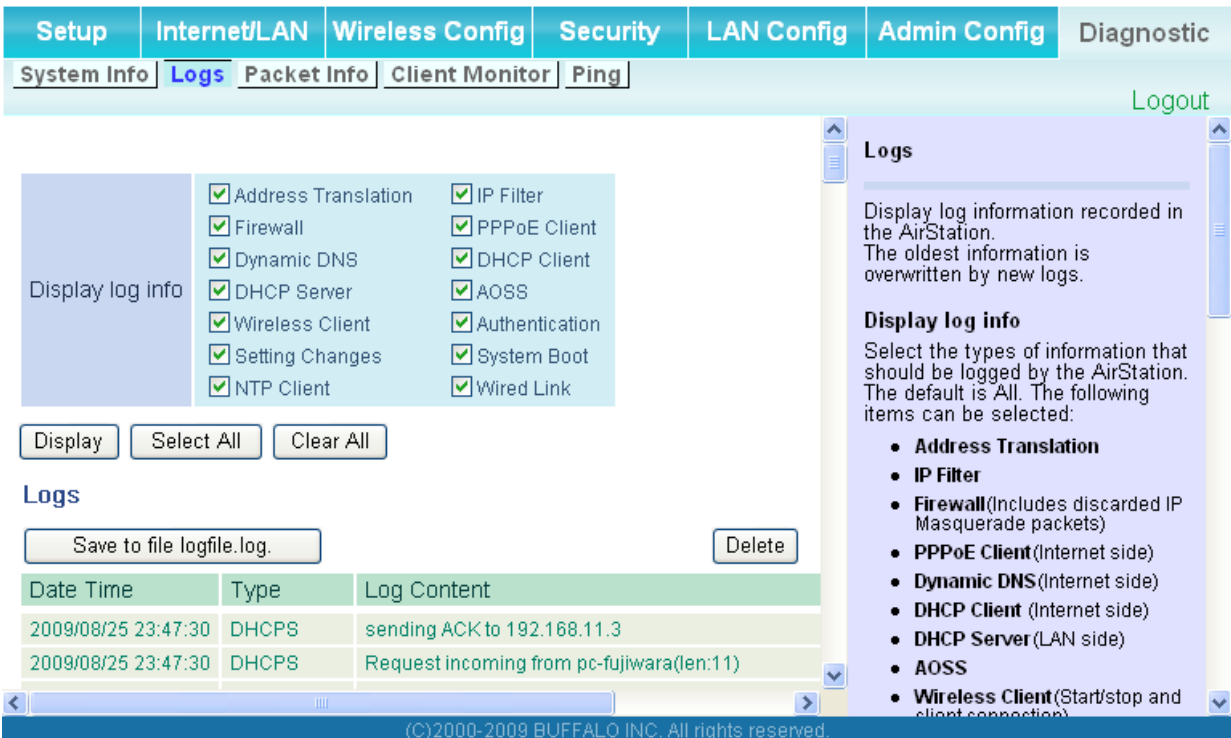 Setup Internet/LAN Wireless Config Security LAN Config Admin Config Diagnostic
System Info Logs Packet Info Client Monitor Ping
Logout
Display log info
Address Translation IP Filter
Firewall PPPoE Client
Dynamic DNS DHCP Client
DHCP Server AOSS
Wireless Client Authentication
Setting Changes System Boot
NTP Client Wired Link
Display Select All Clear All
Logs
Save to file logfile.log. Delete
Date Time Type Log Content
2009/08/25 23:47:30 DHCPS sending ACK to 192.168.11.3
2009/08/25 23:47:30 DHCPS Request incoming from pc-fujiwara(len:11)
Logs
Display log information recorded in
the AirStation.
The oldest information is
overwritten by new logs.
Display log info
Select the types of information that
should be logged by the AirStation.
The default is All. The following
items can be selected:
• Address Translation
• IP Filter
• Firewall(Includes discarded IP
Masquerade packets)
• PPPoE Client(Internet side)
• Dynamic DNS(Internet side)
• DHCP Client (Internet side)
• DHCP Server(LAN side)
• AOSS
• Wireless Client(Start/stop and
client connection)
(C)2000-2009 BUFFALO INC. All rights reserved.